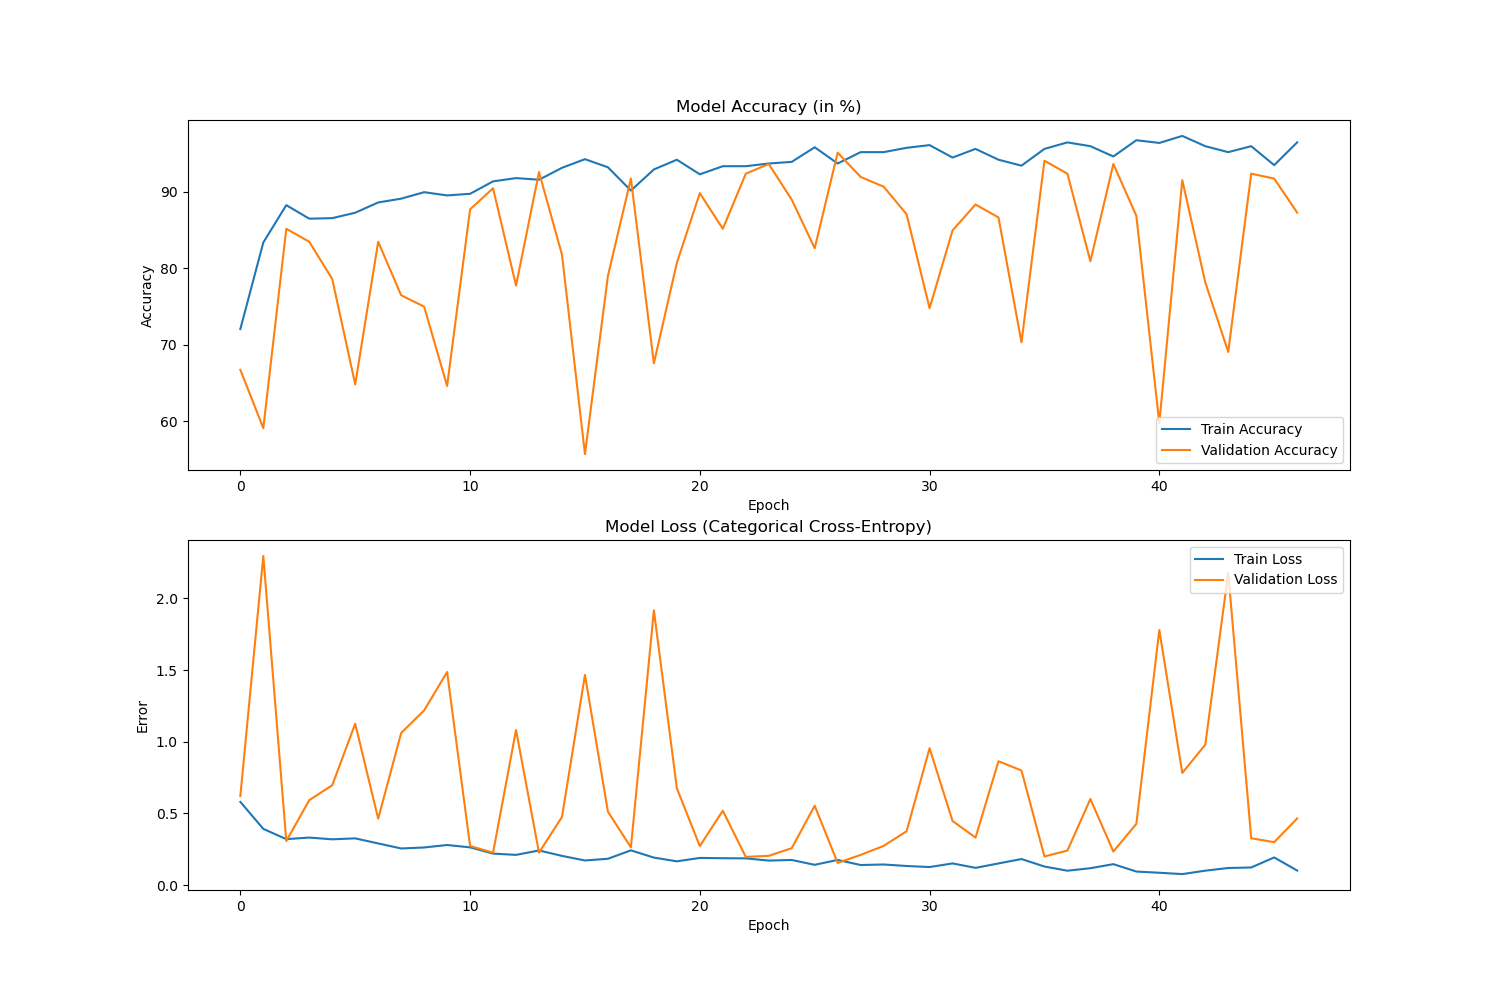 Model Accuracy (in %)
Accuracy
90
80
70
60
Train Accuracy
Validation Accuracy
0 10 20 30 40
Epoch
Model Loss (Categorical Cross-Entropy)
Error
2.0
1.5
1.0
0.5
0.0
Train Loss
Validation Loss
0 10 20 30 40
Epoch